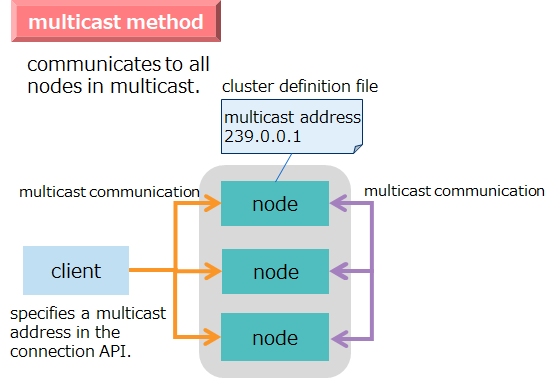 multicast method
communicates to all
nodes in multicast.
cluster definition file
multicast address
239.0.0.1
multicast communication
node
multicast communication
client
node
specifies a multicast
address in the
connection API.
node